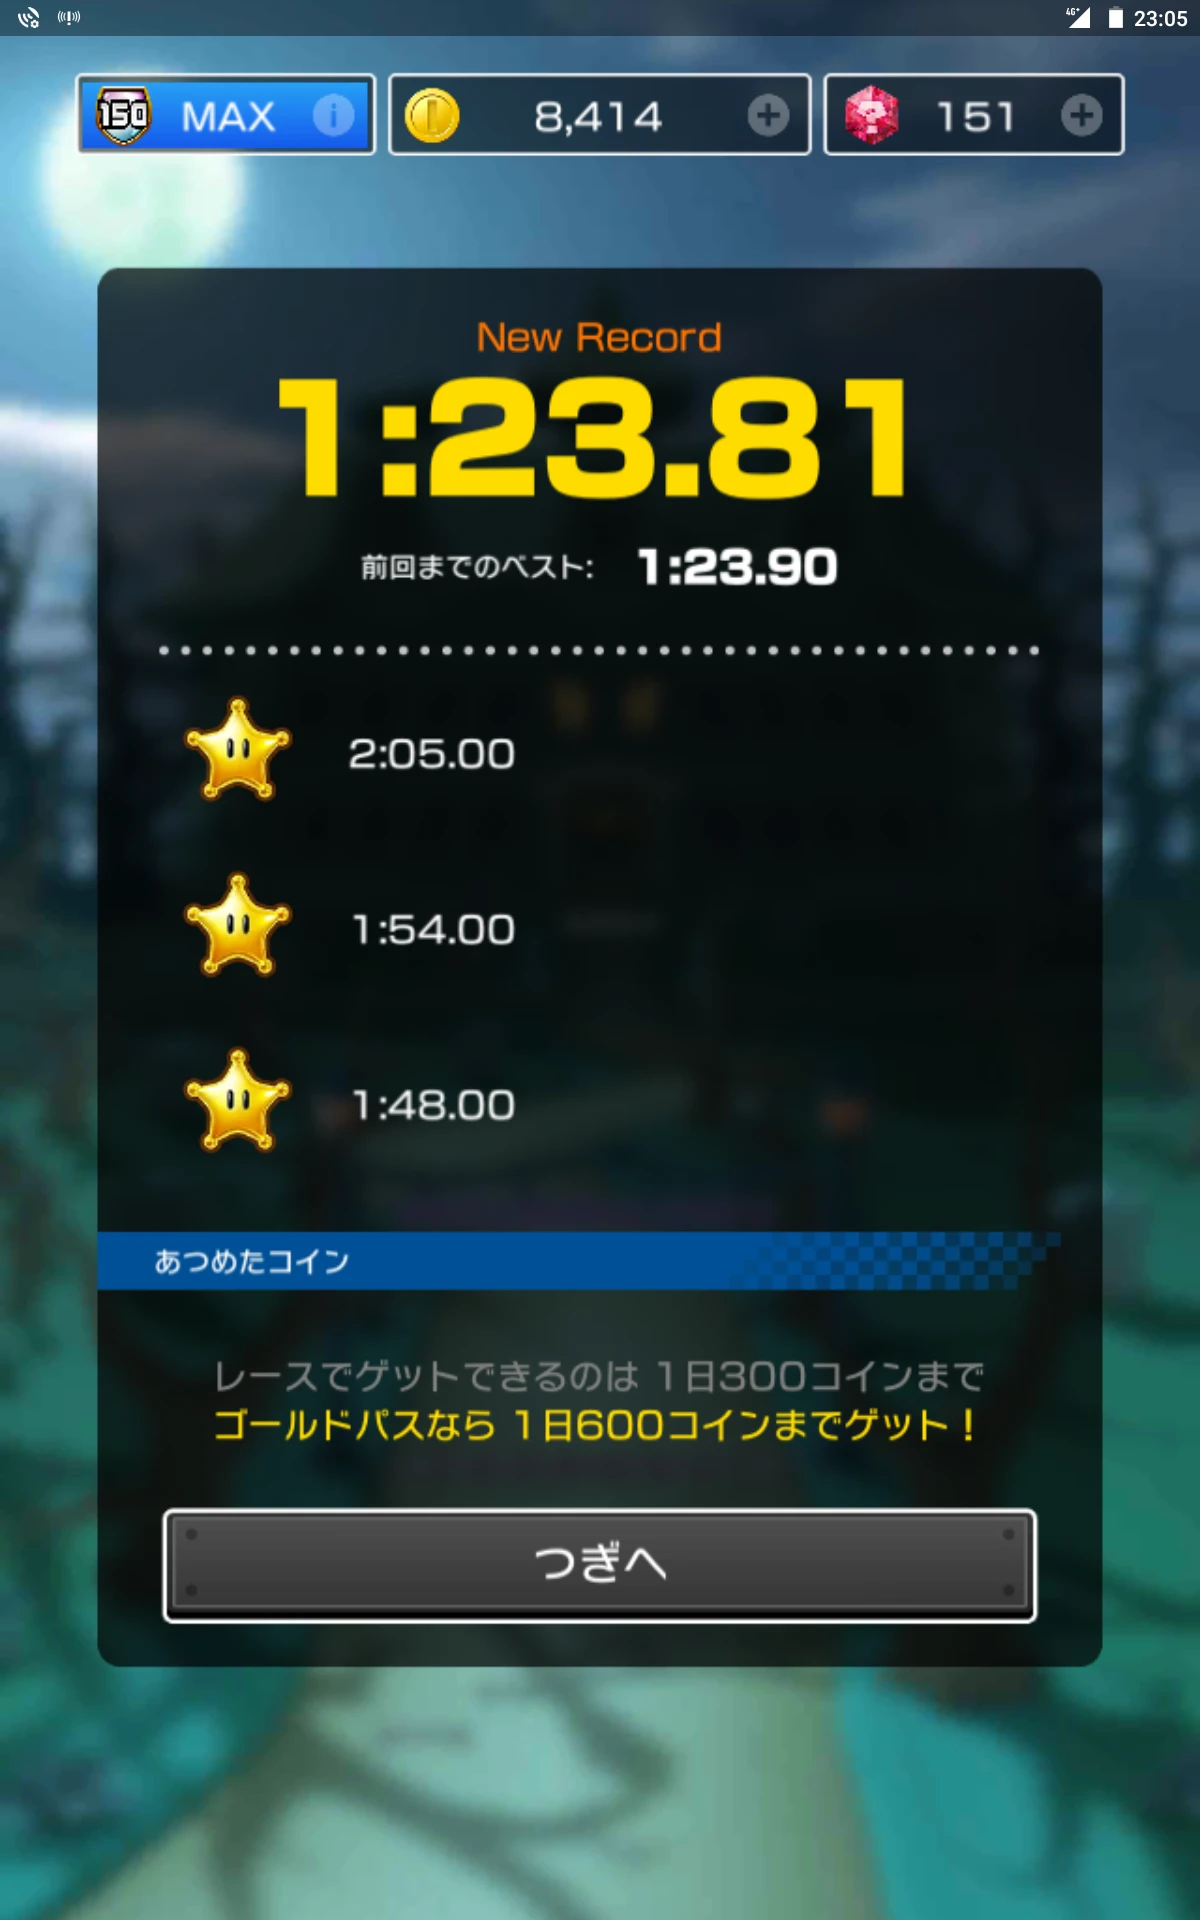 4G+ 23:05
150 MAX i 8,414 + ? 151 +
New Record
1:23.81
前回までのベスト: 1:23.90
2:05.00
1:54.00
1:48.00
あつめたコイン
レースでゲットできるのは 1日300コインまで
ゴールドパスなら 1日600コインまでゲット！
つぎへ